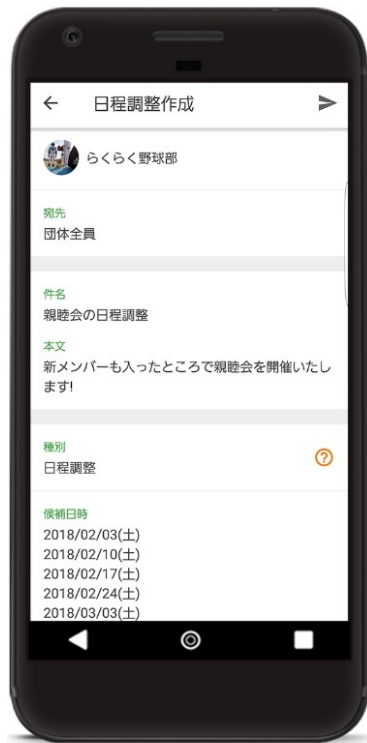 日程調整作成
らくらく野球部
宛先
団体全員
件名
親睦会の日程調整
本文
新メンバーも入ったところで親睦会を開催いたし
ます!
種別
日程調整
候補日時
2018/02/03(土)
2018/02/10(土)
2018/02/17(土)
2018/02/24(土)
2018/03/03(土)